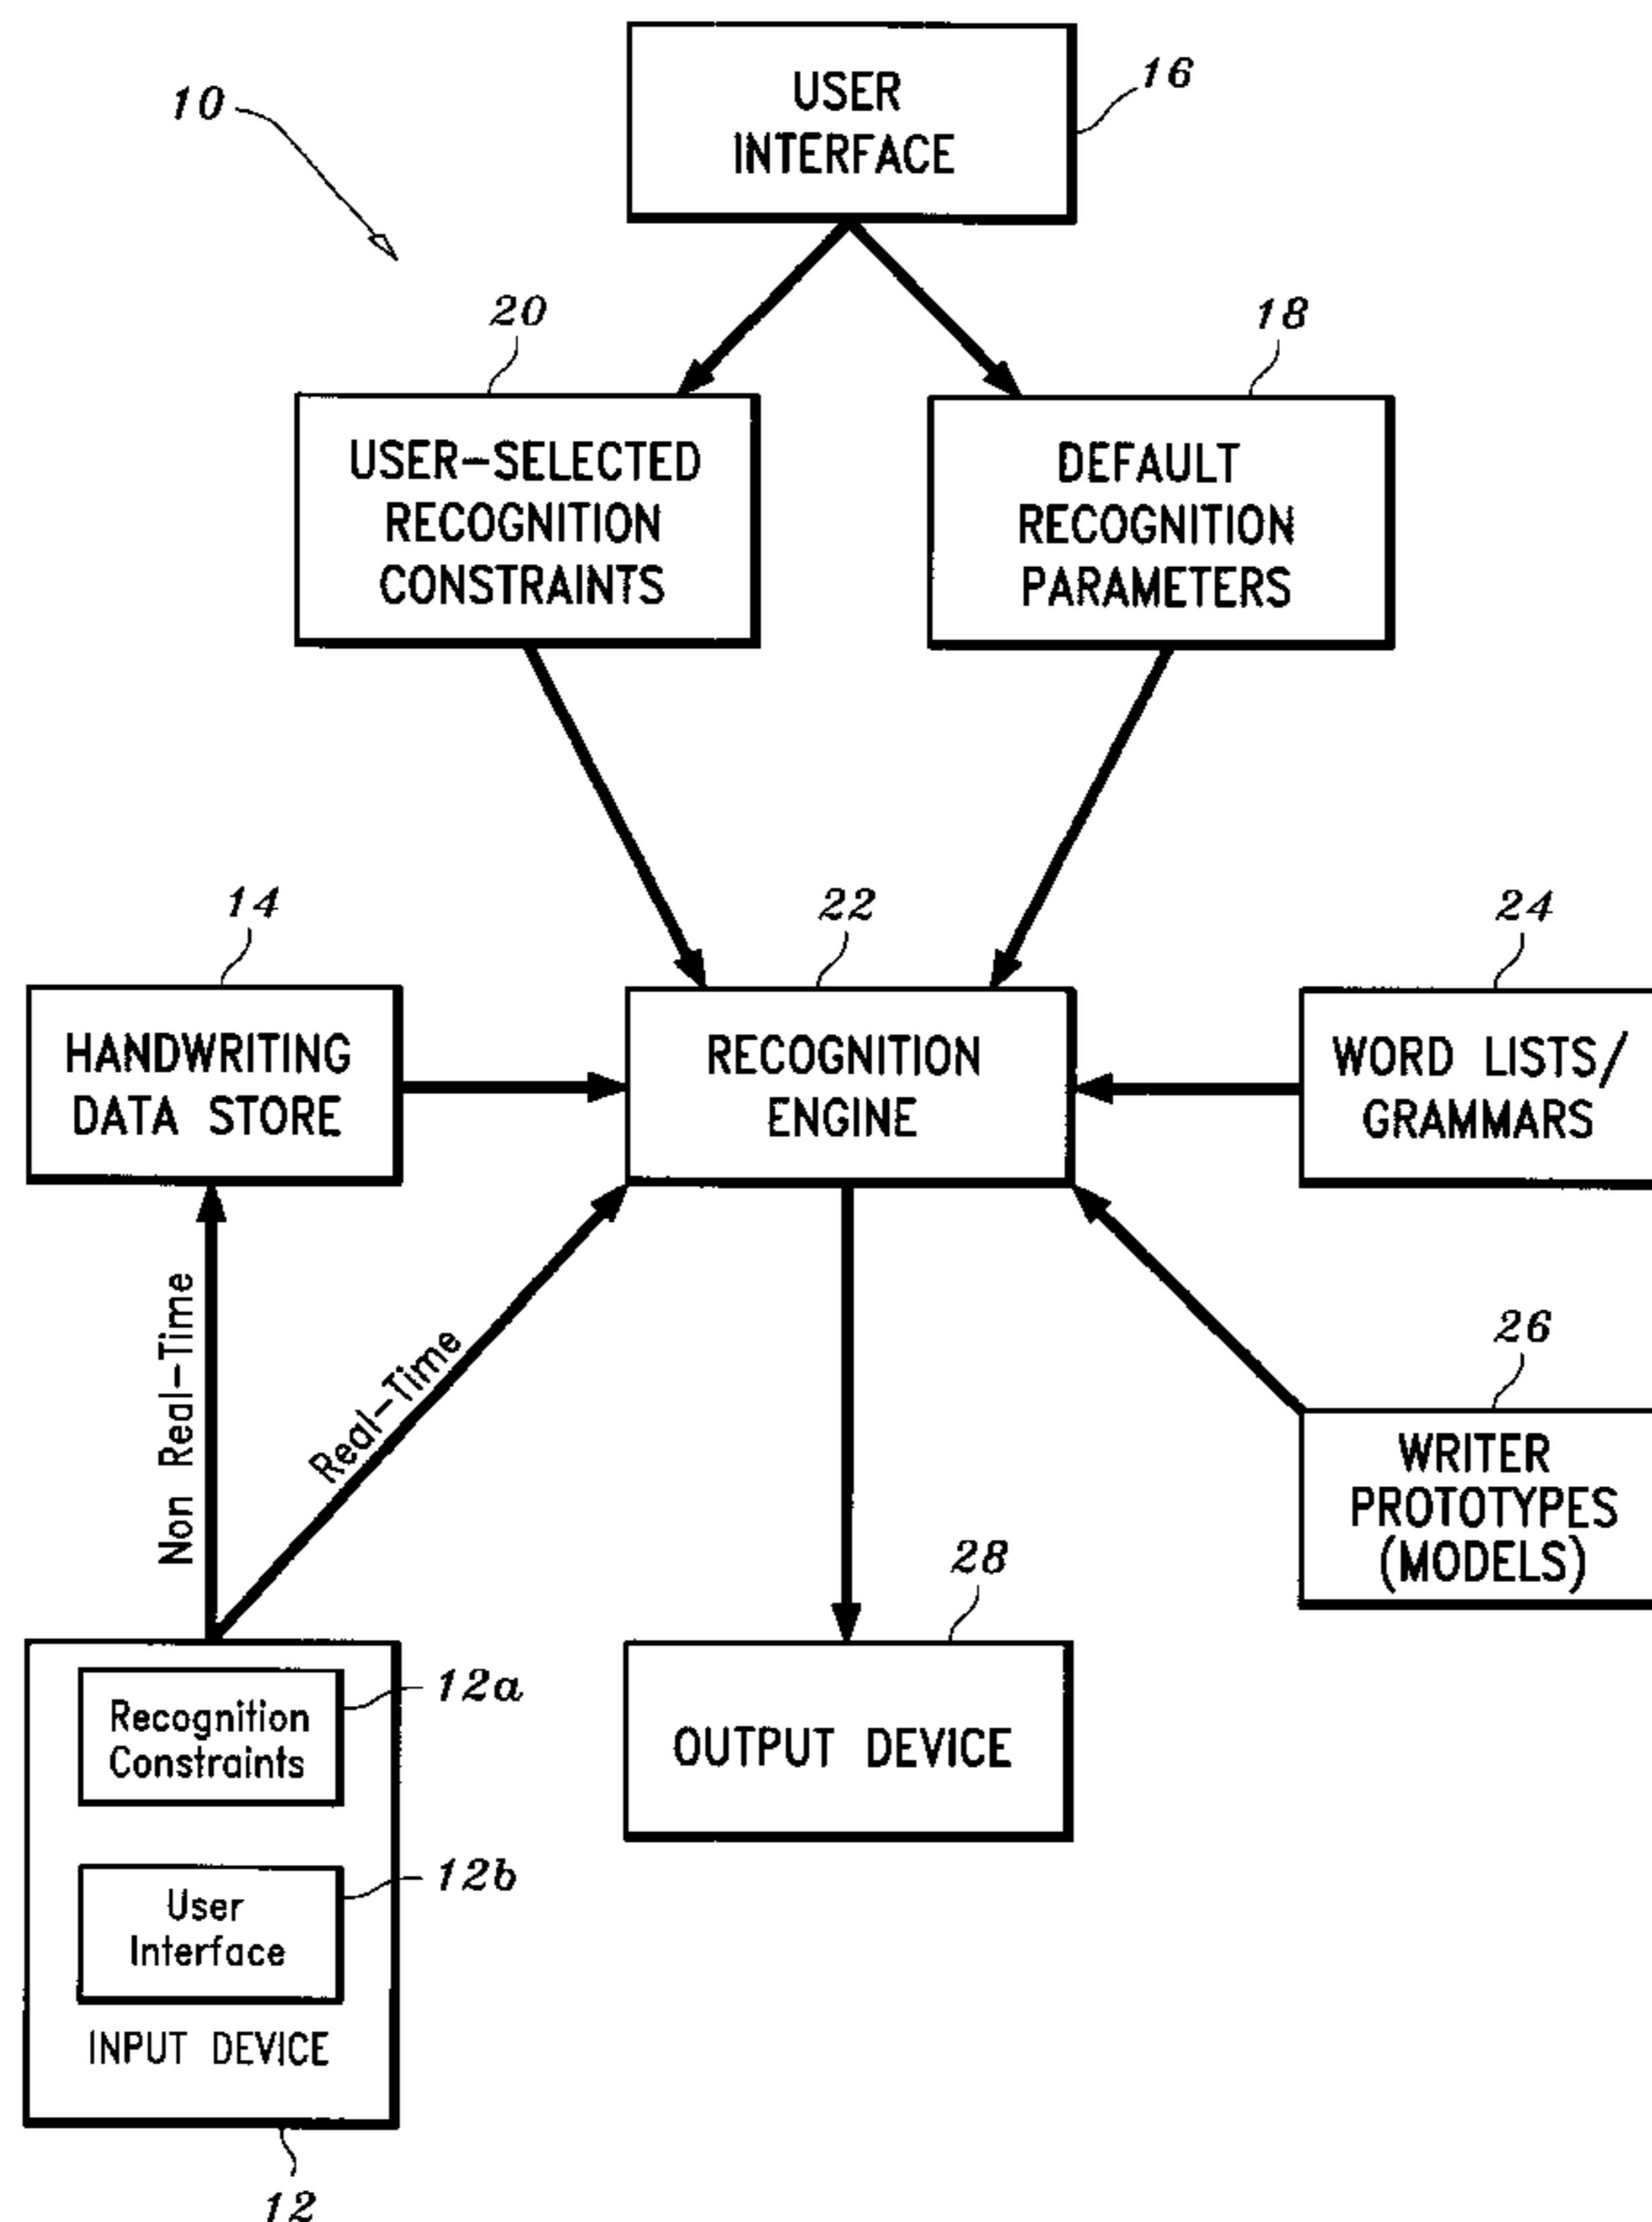 10
USER
INTERFACE
16
20
USER-SELECTED
RECOGNITION
CONSTRAINTS
18
DEFAULT
RECOGNITION
PARAMETERS
14
HANDWRITING
DATA STORE
22
RECOGNITION
ENGINE
24
WORD LISTS/
GRAMMARS
Non Real-Time
Real-Time
26
WRITER
PROTOTYPES
(MODELS)
28
OUTPUT DEVICE
Recognition
Constraints
12a
User
Interface
12b
INPUT DEVICE
12